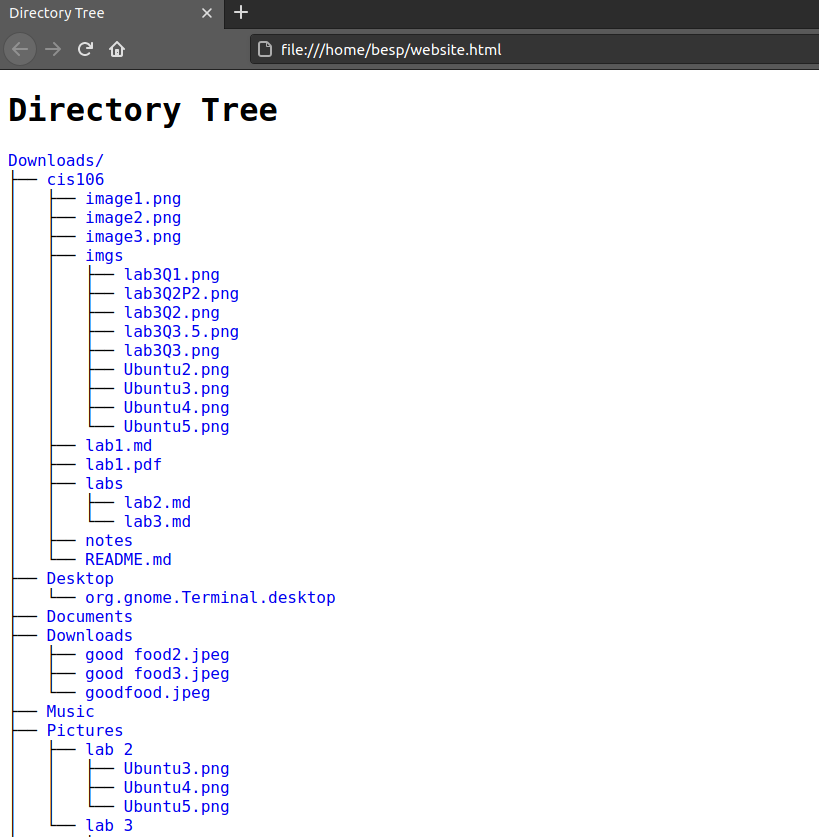 Directory Tree
file:///home/besp/website.html
Directory Tree
Downloads/
├── cis106
│   ├── image1.png
│   ├── image2.png
│   ├── image3.png
│   ├── imgs
│   │   ├── lab3Q1.png
│   │   ├── lab3Q2P2.png
│   │   ├── lab3Q2.png
│   │   ├── lab3Q3.5.png
│   │   ├── lab3Q3.png
│   │   ├── Ubuntu2.png
│   │   ├── Ubuntu3.png
│   │   ├── Ubuntu4.png
│   │   └── Ubuntu5.png
│   ├── lab1.md
│   ├── lab1.pdf
│   ├── labs
│   │   ├── lab2.md
│   │   └── lab3.md
│   ├── notes
│   └── README.md
├── Desktop
│   └── org.gnome.Terminal.desktop
├── Documents
├── Downloads
│   ├── good food2.jpeg
│   ├── good food3.jpeg
│   └── goodfood.jpeg
├── Music
├── Pictures
│   ├── lab 2
│   │   ├── Ubuntu3.png
│   │   ├── Ubuntu4.png
│   │   └── Ubuntu5.png
│   └── lab 3